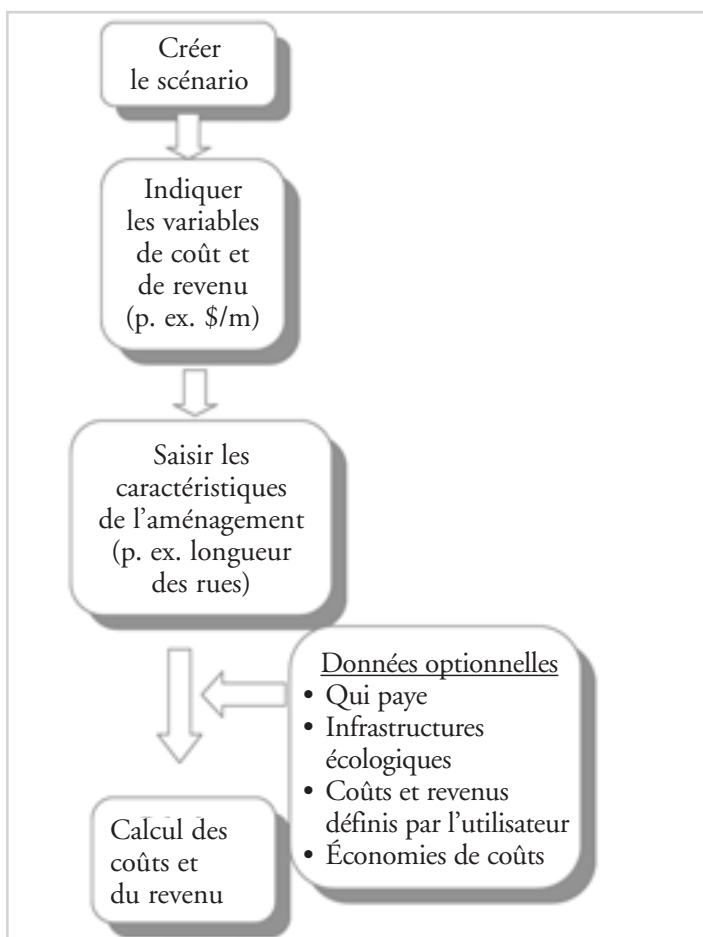 Créer
le scénario
Indiquer
les variables
de coût et
de revenu
(p. ex. $/m)
Saisir les
caractéristiques
de l’aménagement
(p. ex. longueur
des rues)
Données optionnelles
• Qui paye
• Infrastructures
écologiques
• Coûts et revenus
définis par l’utilisateur
• Économies de coûts
Calcul des
coûts et
du revenu